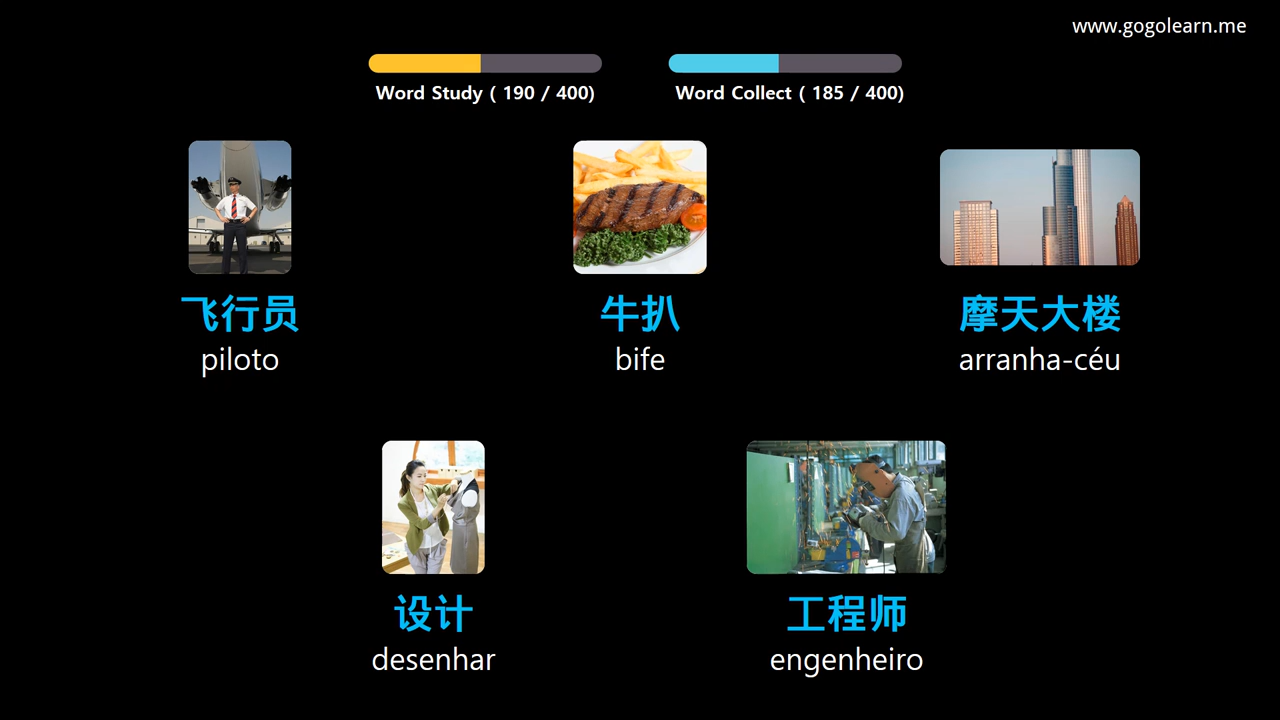 www.gogolearn.me
Word Study ( 190 / 400)
Word Collect ( 185 / 400)
飞行员
piloto
牛扒
bife
摩天大楼
arranha-céu
设计
desenhar
工程师
engenheiro